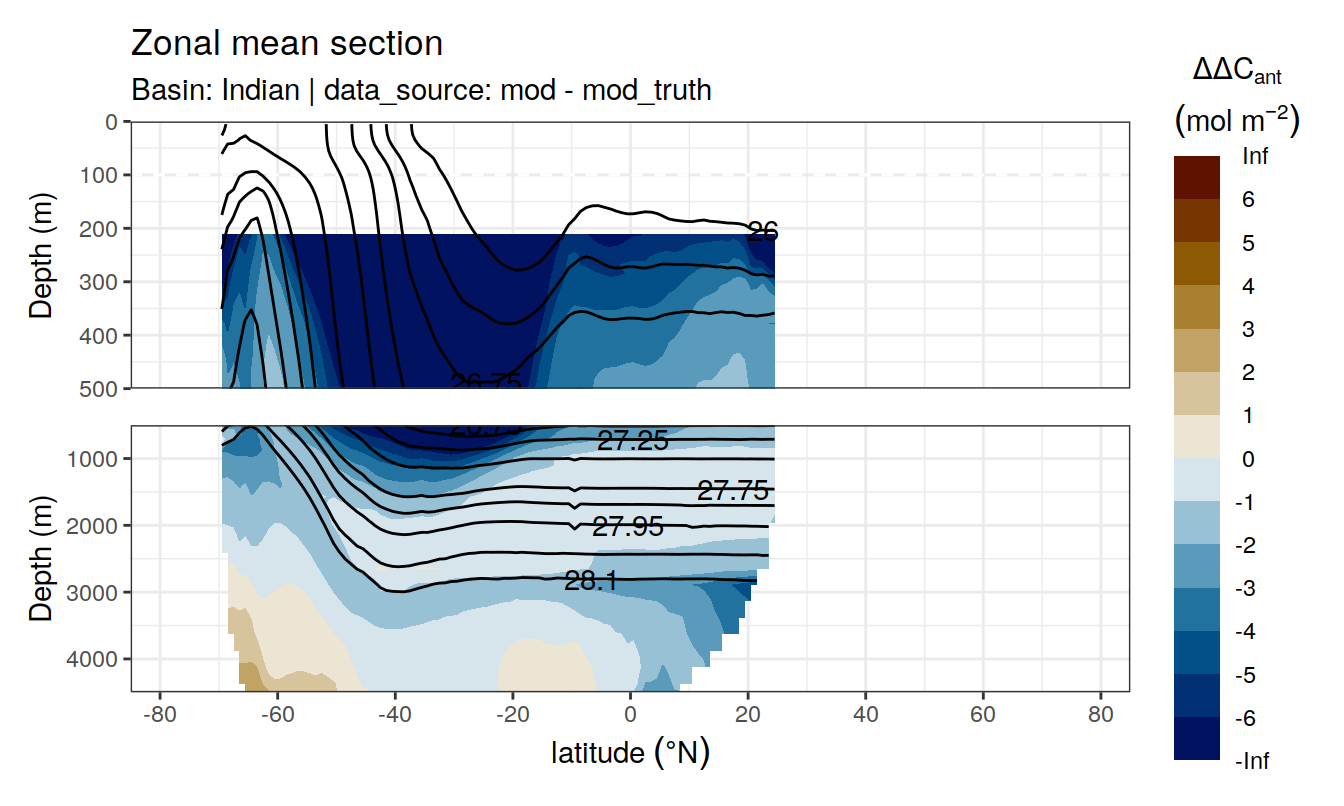 Zonal mean section
Basin: Indian | data_source: mod - mod_truth
ΔΔC_ant
(mol m⁻²)
Inf
6
5
4
3
2
1
0
-1
-2
-3
-4
-5
-6
-Inf
Depth (m)
0
100
200
300
400
500
26
26.75
Depth (m)
1000
2000
3000
4000
27.25
27.75
27.95
28.1
-80 -60 -40 -20 0 20 40 60 80
latitude (°N)